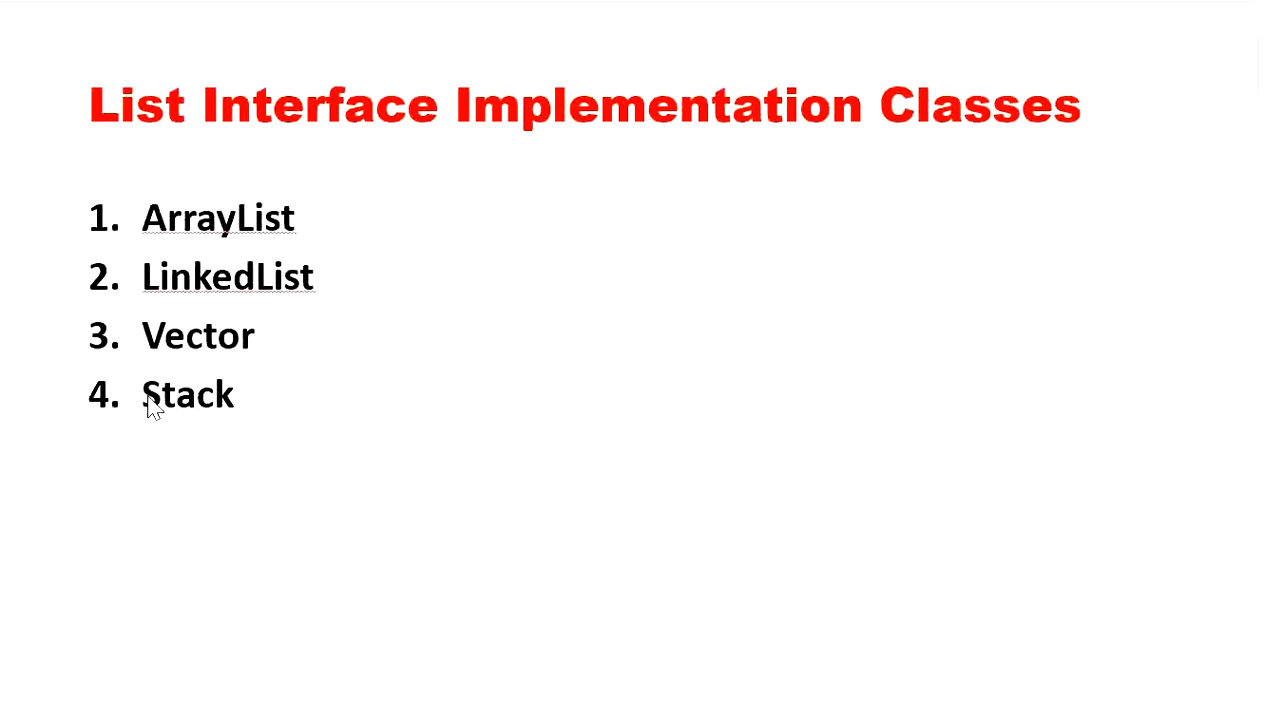 List Interface Implementation Classes
1. ArrayList
2. LinkedList
3. Vector
4. Stack